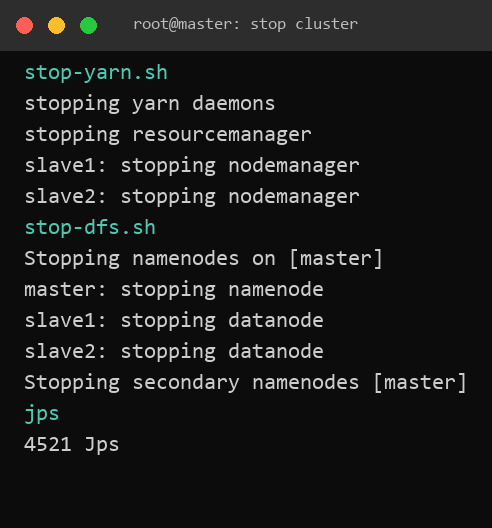 root@master: stop cluster
stop-yarn.sh
stopping yarn daemons
stopping resourcemanager
slave1: stopping nodemanager
slave2: stopping nodemanager
stop-dfs.sh
Stopping namenodes on [master]
master: stopping namenode
slave1: stopping datanode
slave2: stopping datanode
Stopping secondary namenodes [master]
jps
4521 Jps